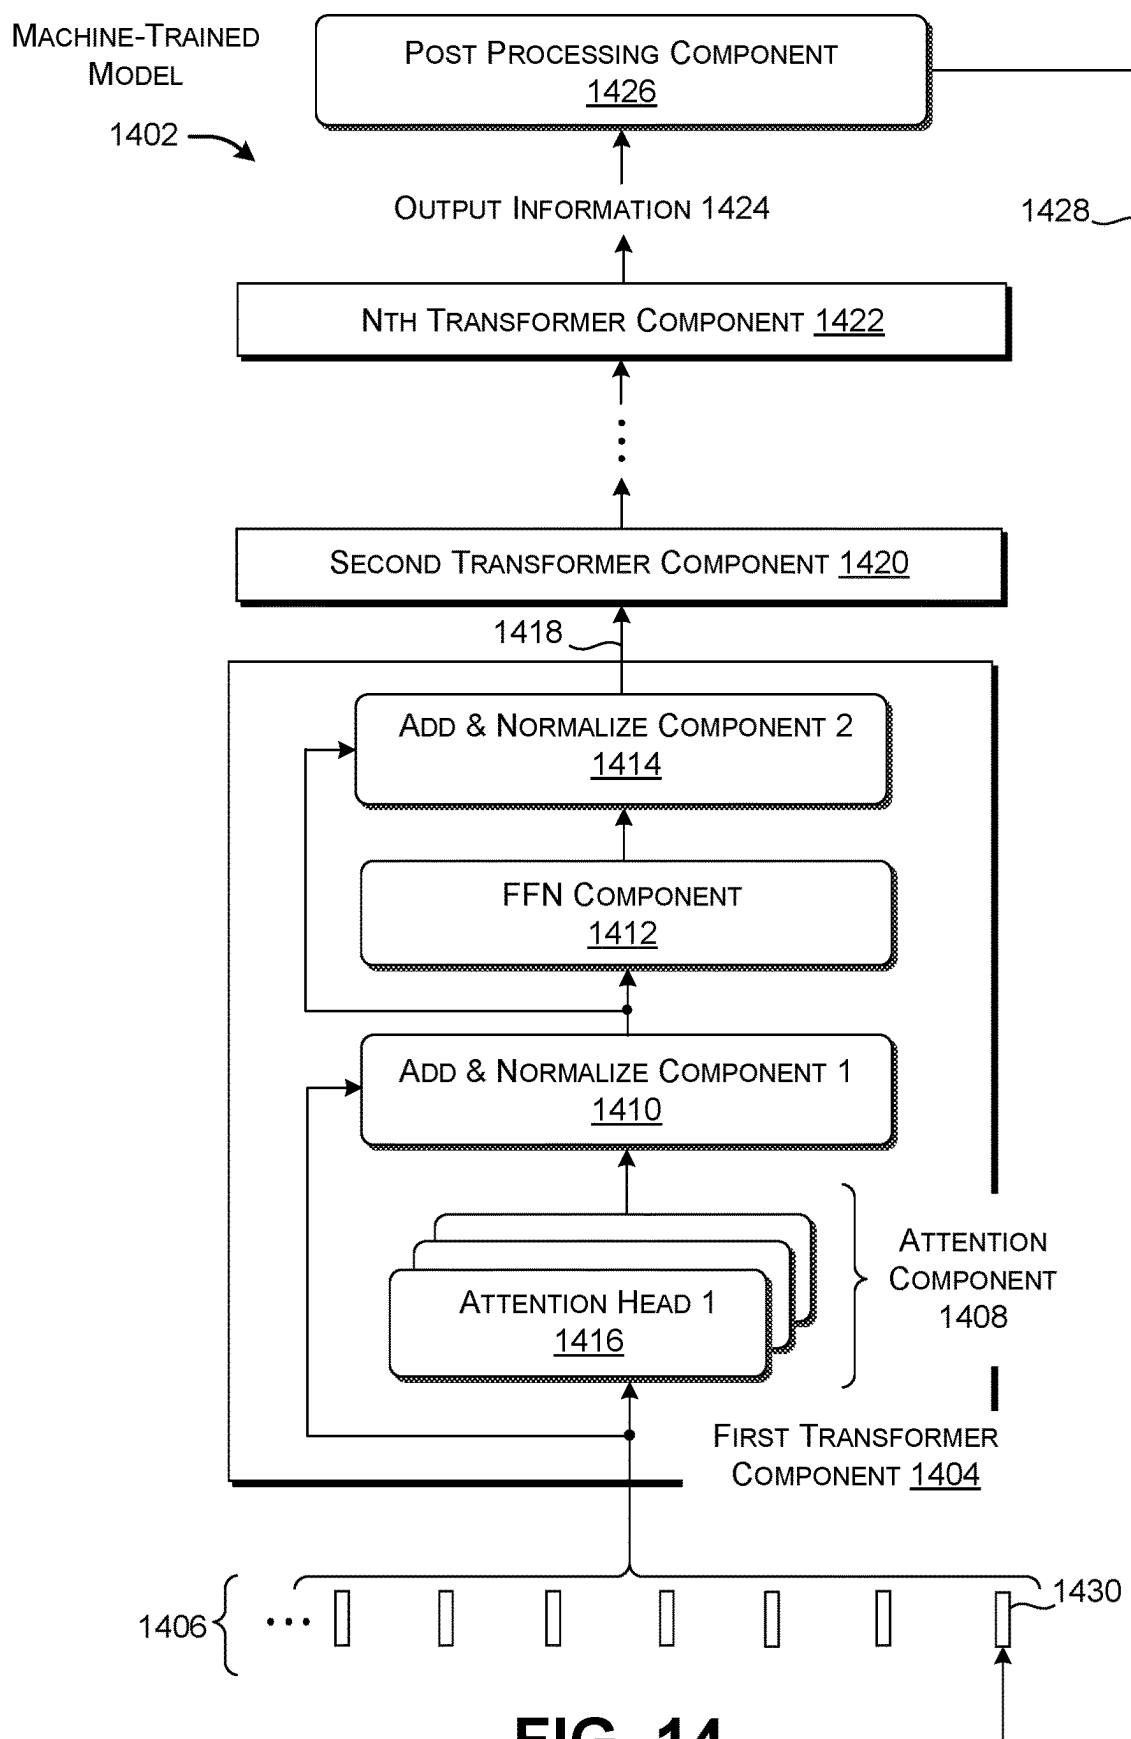 MACHINE-TRAINED
MODEL
1402
POST PROCESSING COMPONENT
1426
OUTPUT INFORMATION 1424
1428
NTH TRANSFORMER COMPONENT 1422
SECOND TRANSFORMER COMPONENT 1420
1418
ADD & NORMALIZE COMPONENT 2
1414
FFN COMPONENT
1412
ADD & NORMALIZE COMPONENT 1
1410
ATTENTION HEAD 1
1416
ATTENTION
COMPONENT
1408
FIRST TRANSFORMER
COMPONENT 1404
1406
1430
FIG. 14